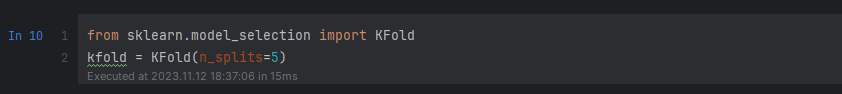 In 10 1 from sklearn.model_selection import KFold
2 kfold = KFold(n_splits=5)
Executed at 2023.11.12 18:37:06 in 15ms